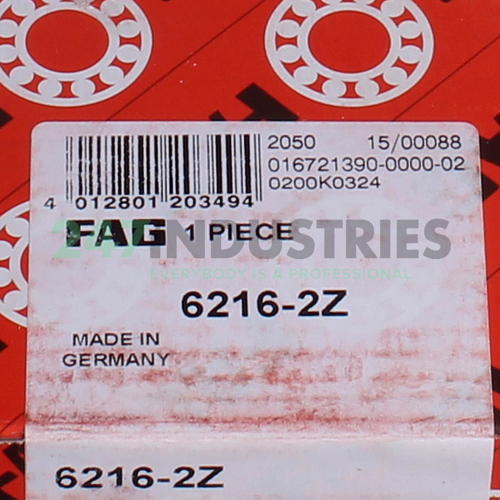 2050 15/00088
016721390-0000-02
0200K0324
4 012801 203494
FAG 1 PIECE
247INDUSTRIES
EVERYBODY IS A PROFESSIONAL
6216-2Z
MADE IN
GERMANY
6216-2Z